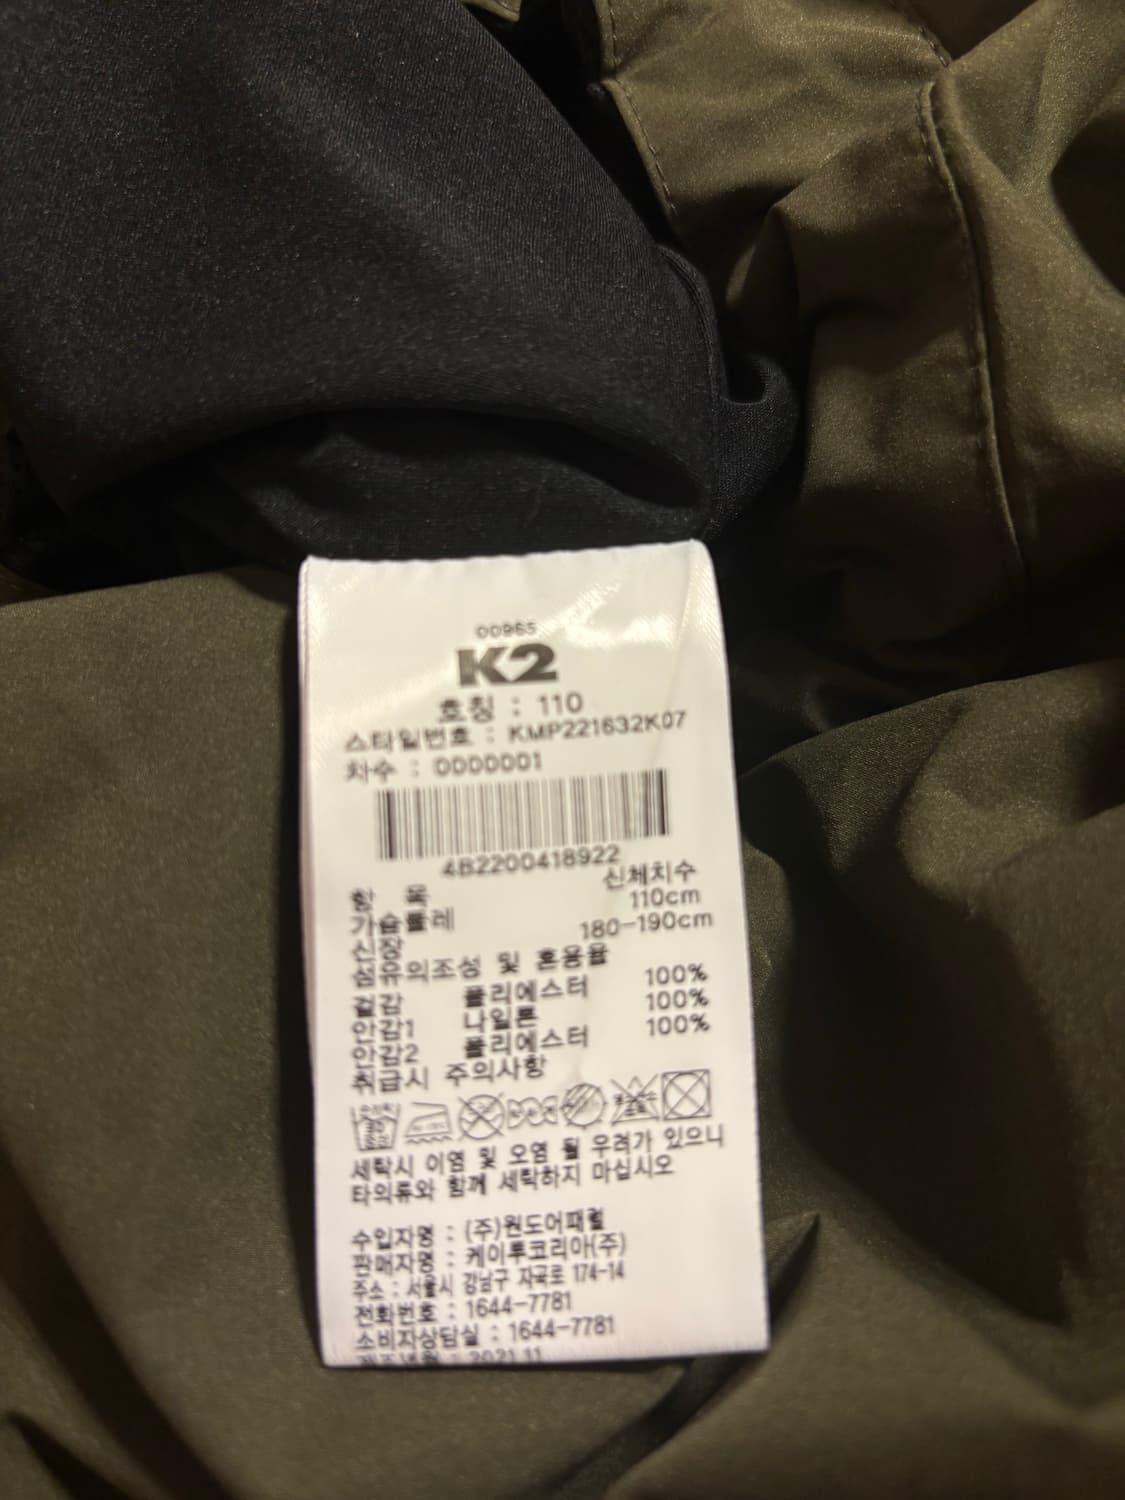 00965
K2
호칭 : 110
스타일번호 : KMP221632K07
차수 : 0000001
4B2200418922
항 목 신체치수
가슴둘레 110cm
신장 180-190cm
섬유의조성 및 혼용율
겉감 폴리에스터 100%
안감1 나일론 100%
안감2 폴리에스터 100%
취급시 주의사항
세탁시 이염 및 오염 될 우려가 있으니
타의류와 함께 세탁하지 마십시오
수입자명 : (주)원도어패럴
판매자명 : 케이투코리아(주)
주소 : 서울시 강남구 자곡로 174-14
전화번호 : 1644-7781
소비자상담실 : 1644-7781
제조년월 : 2021.11